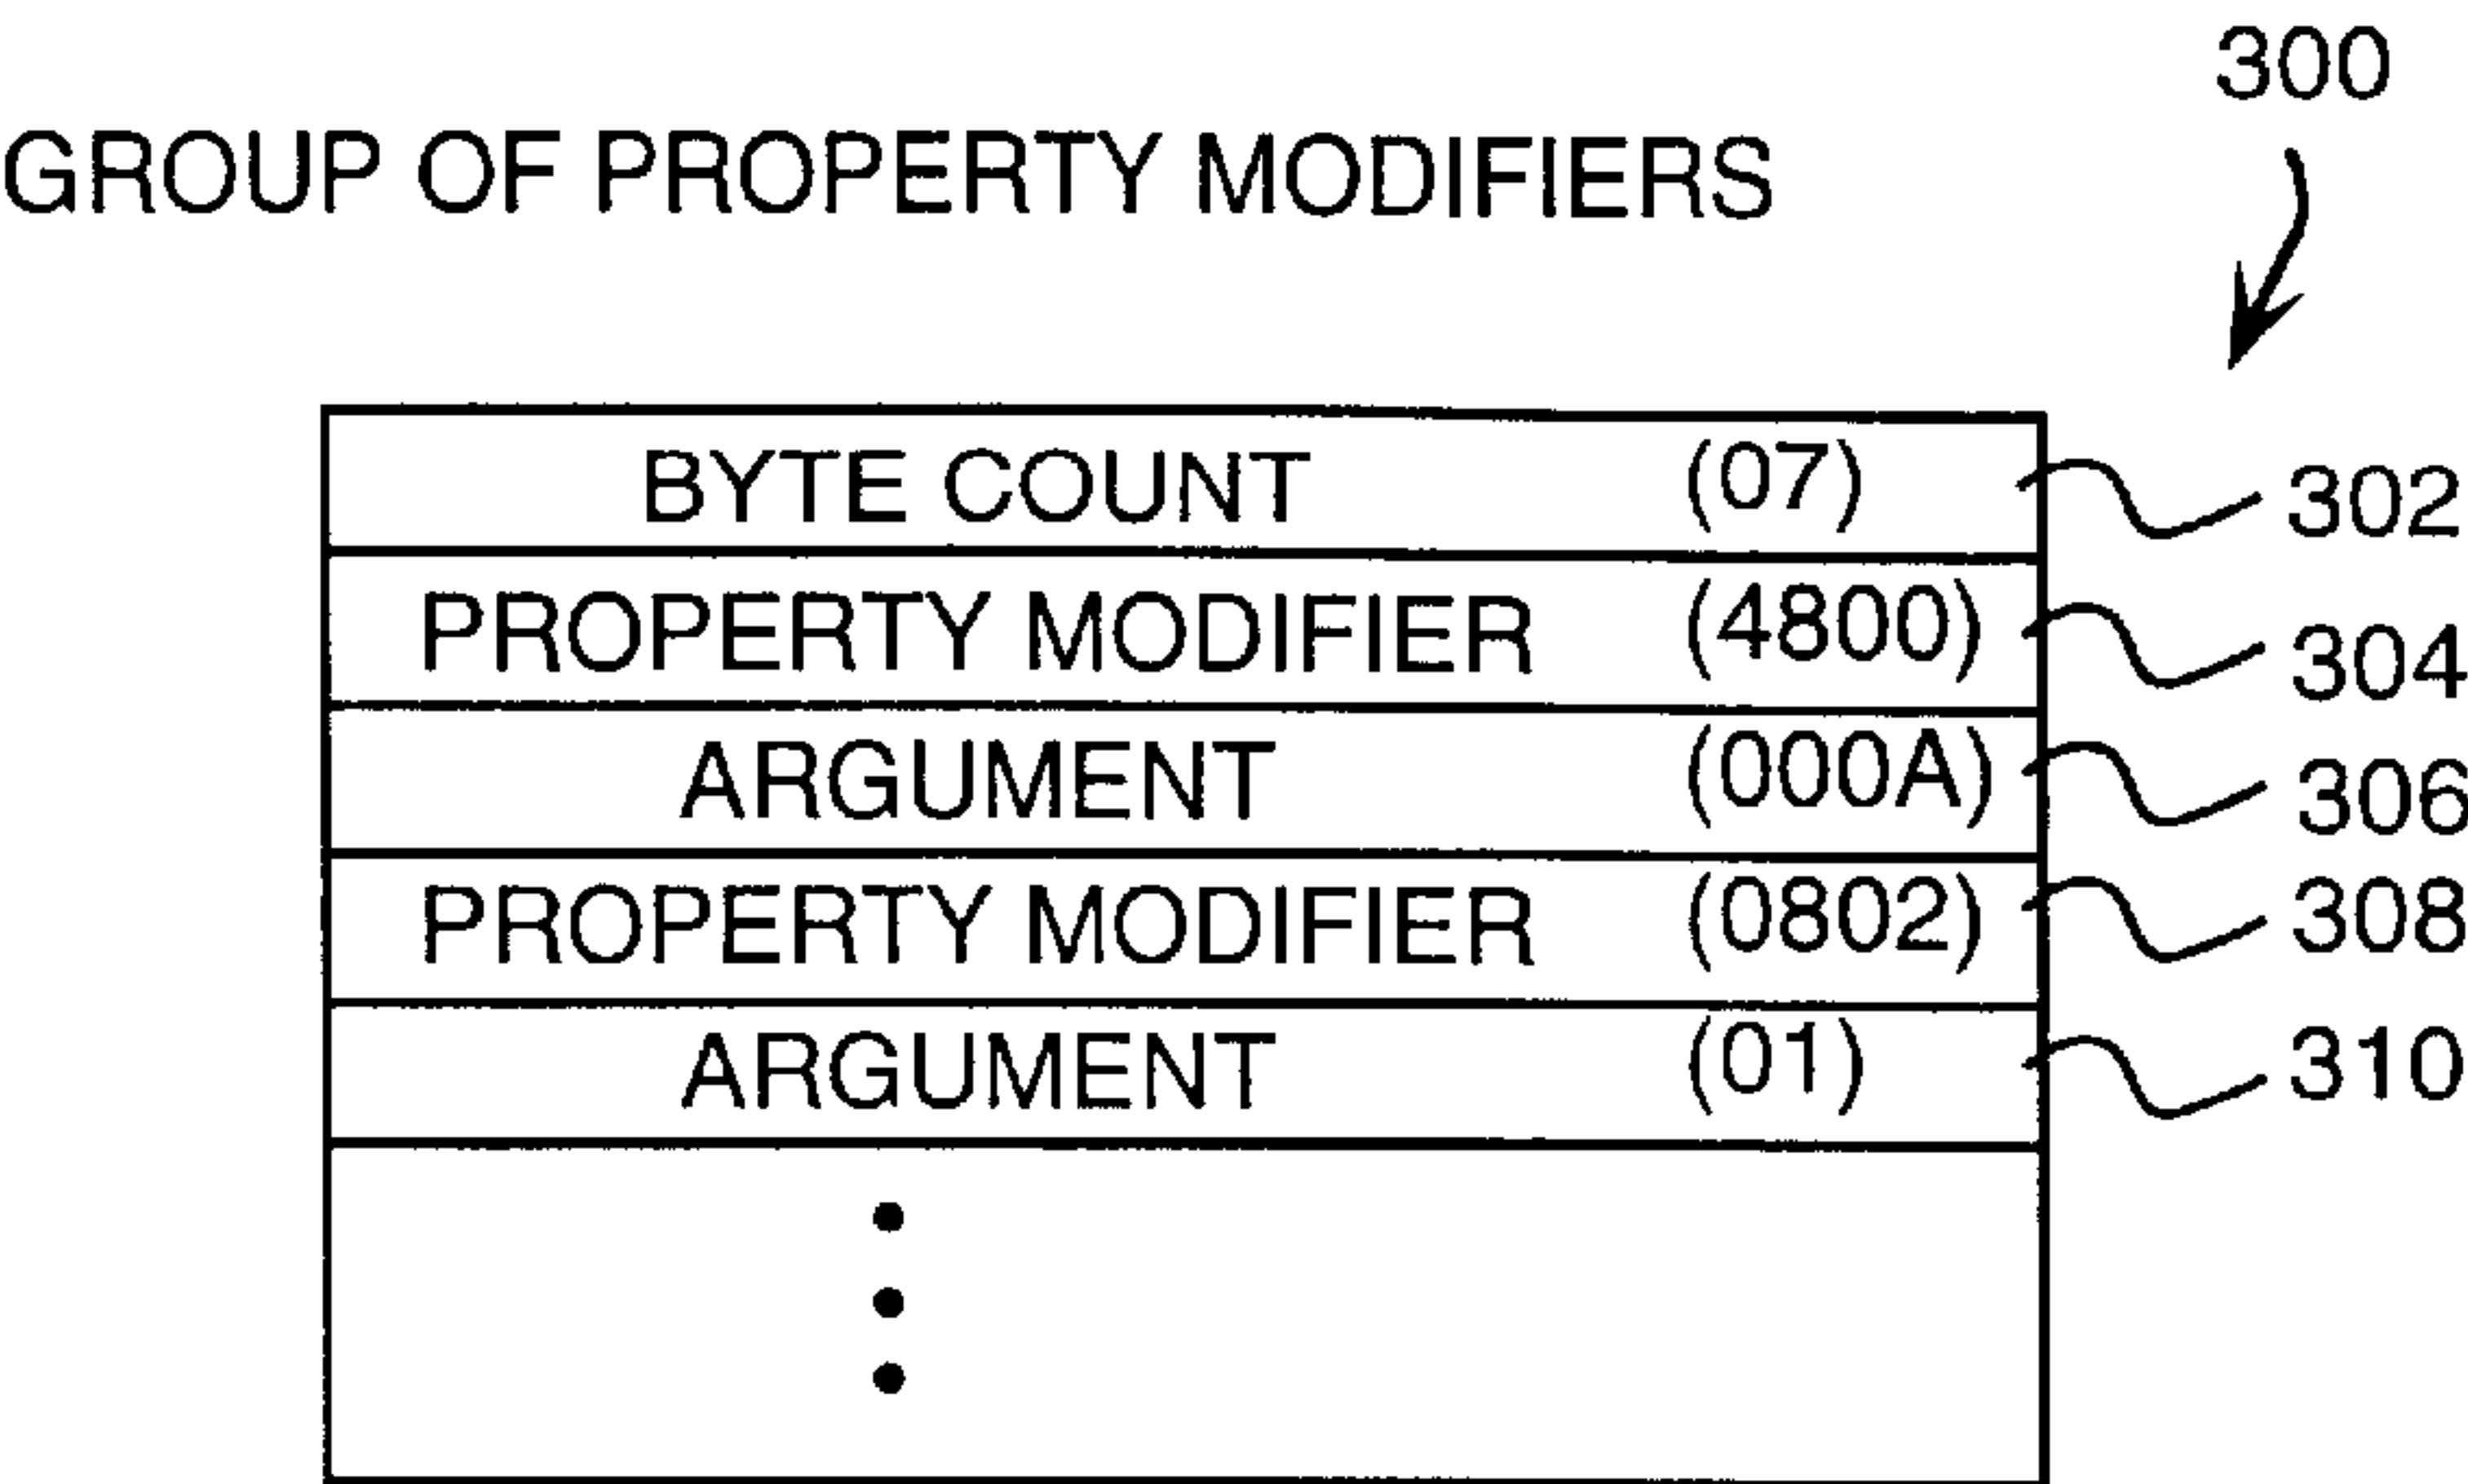 300
GROUP OF PROPERTY MODIFIERS
BYTE COUNT (07) 302
PROPERTY MODIFIER (4800) 304
ARGUMENT (000A) 306
PROPERTY MODIFIER (0802) 308
ARGUMENT (01) 310